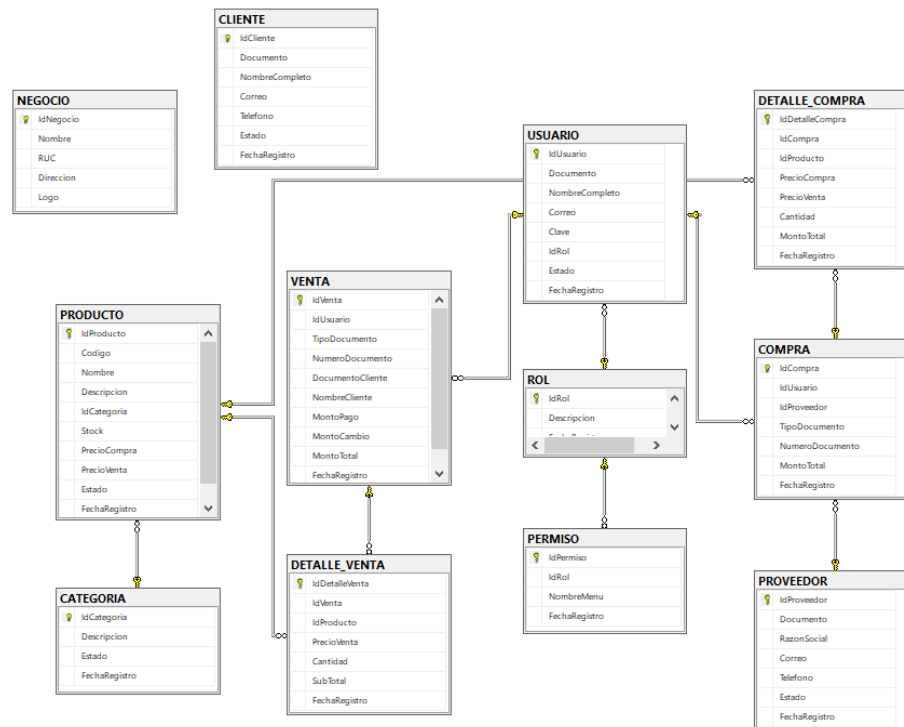 CLIENTE
IdCliente
Documento
NombreCompleto
Correo
Telefono
Estado
FechaRegistro
NEGOCIO
IdNegocio
Nombre
RUC
Direccion
Logo
USUARIO
IdUsuario
Documento
NombreCompleto
Correo
Clave
IdRol
Estado
FechaRegistro
DETALLE_COMPRA
IdDetalleCompra
IdCompra
IdProducto
PrecioCompra
PrecioVenta
Cantidad
MontoTotal
FechaRegistro
PRODUCTO
IdProducto
Codigo
Nombre
Descripcion
IdCategoria
Stock
PrecioCompra
PrecioVenta
Estado
FechaRegistro
VENTA
IdVenta
IdUsuario
TipoDocumento
NumeroDocumento
DocumentoCliente
NombreCliente
MontoPago
MontoCambio
MontoTotal
FechaRegistro
ROL
IdRol
Descripcion
COMPRA
IdCompra
IdUsuario
IdProveedor
TipoDocumento
NumeroDocumento
MontoTotal
FechaRegistro
CATEGORIA
IdCategoria
Descripcion
Estado
FechaRegistro
DETALLE_VENTA
IdDetalleVenta
IdVenta
IdProducto
PrecioVenta
Cantidad
SubTotal
FechaRegistro
PERMISO
IdPermiso
IdRol
NombreMenu
FechaRegistro
PROVEEDOR
IdProveedor
Documento
RazonSocial
Correo
Telefono
Estado
FechaRegistro